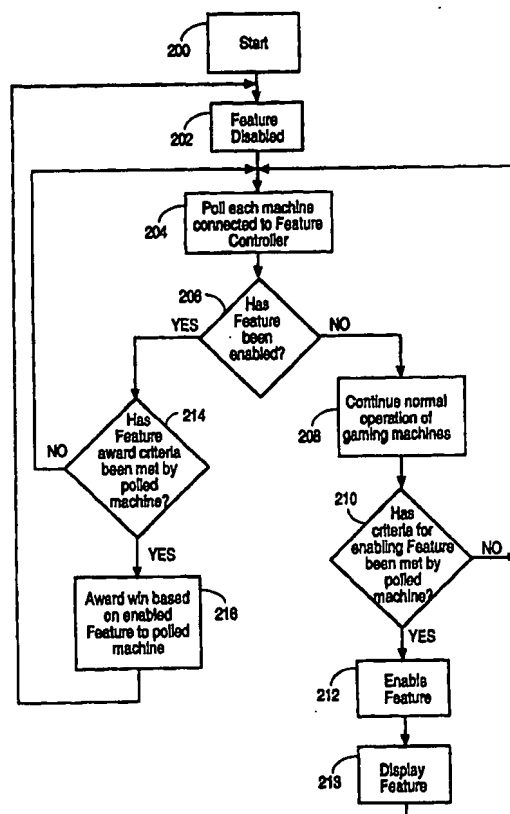 200
Start
202
Feature
Disabled
204
Poll each machine
connected to Feature
Controller
206
Has
Feature
been
enabled?
YES
NO
214
Has
Feature
award criteria
been met by
polled
machine?
NO
YES
Continue normal
operation of
gaming machines
208
210
Has
criteria for
enabling Feature
been met by
polled
machine?
NO
YES
Award win based
on enabled
Feature to polled
machine
216
212
Enable
Feature
213
Display
Feature